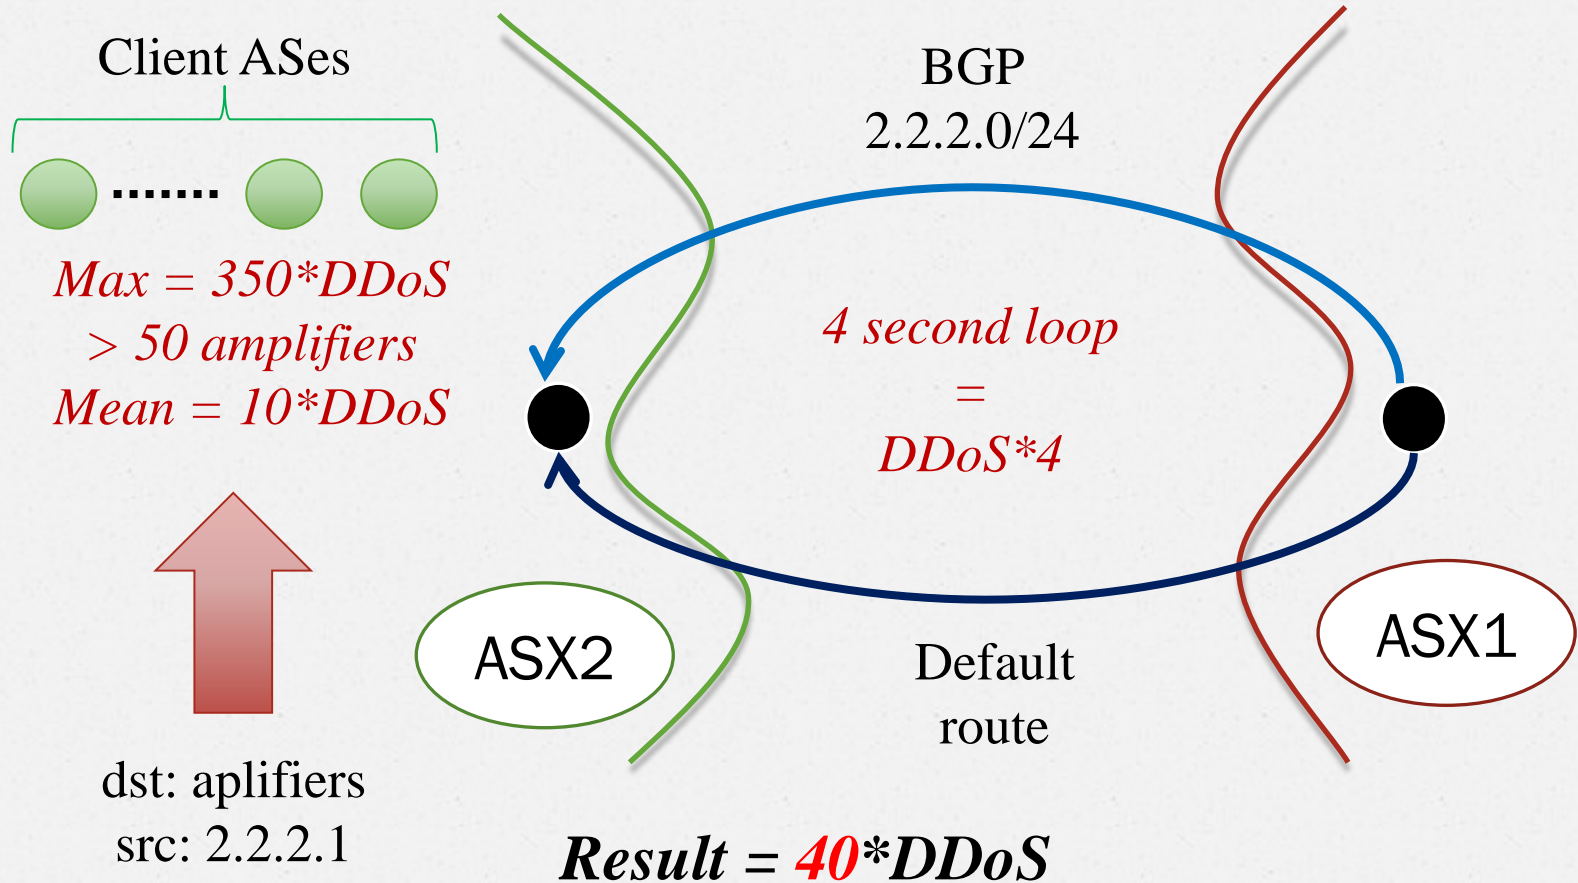 Client ASes
Max = 350*DDoS
> 50 amplifiers
Mean = 10*DDoS
dst: aplifiers
src: 2.2.2.1
BGP
2.2.2.0/24
4 second loop
=
DDoS*4
ASX2
Default
route
ASX1
Result = 40*DDoS